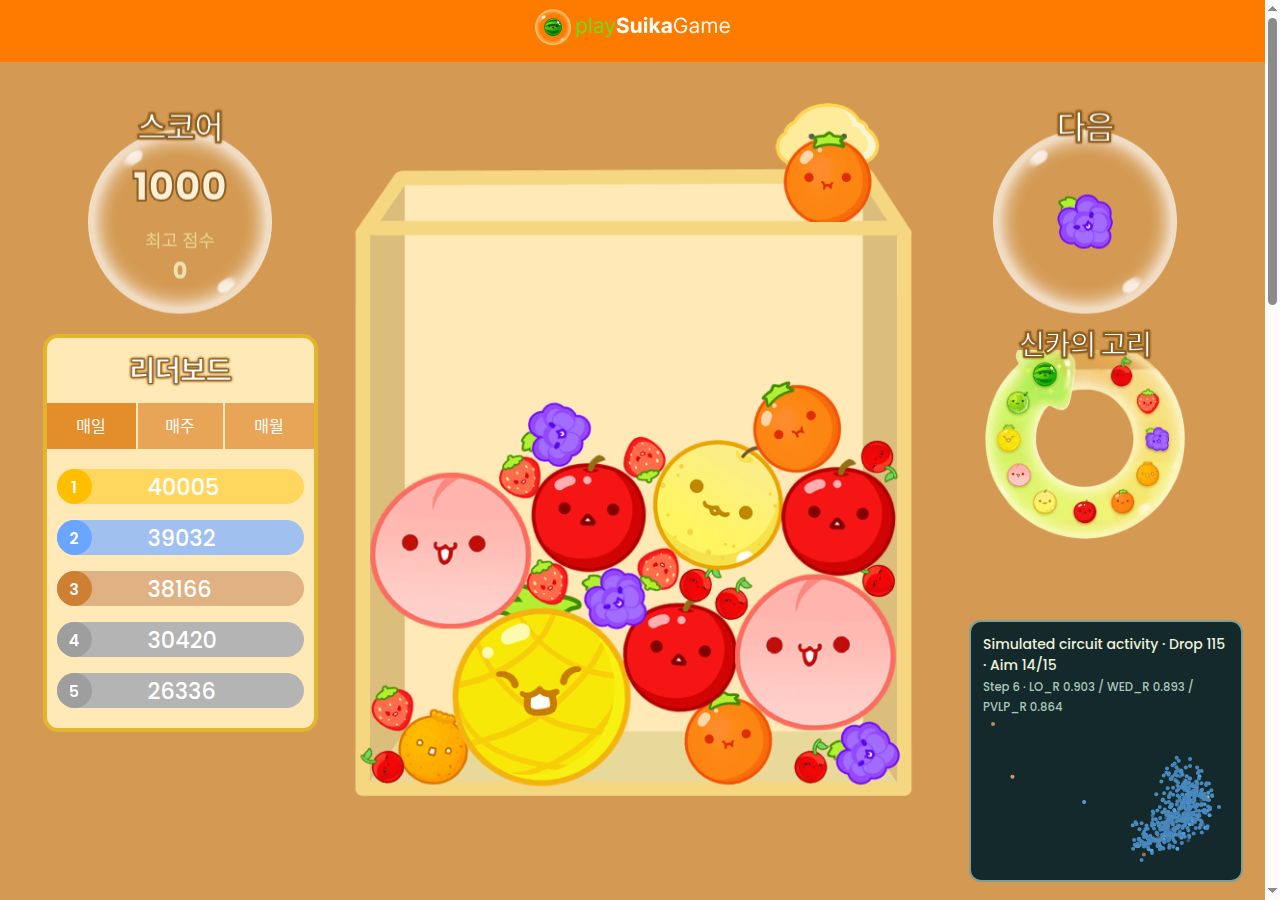 playSuikaGame
스코어
1000
최고 점수
0
다음
신카의 고리
리더보드
매일 매주 매월
1 40005
2 39032
3 38166
4 30420
5 26336
Simulated circuit activity · Drop 115
· Aim 14/15
Step 6 · LO_R 0.903 / WED_R 0.893 /
PVLP_R 0.864